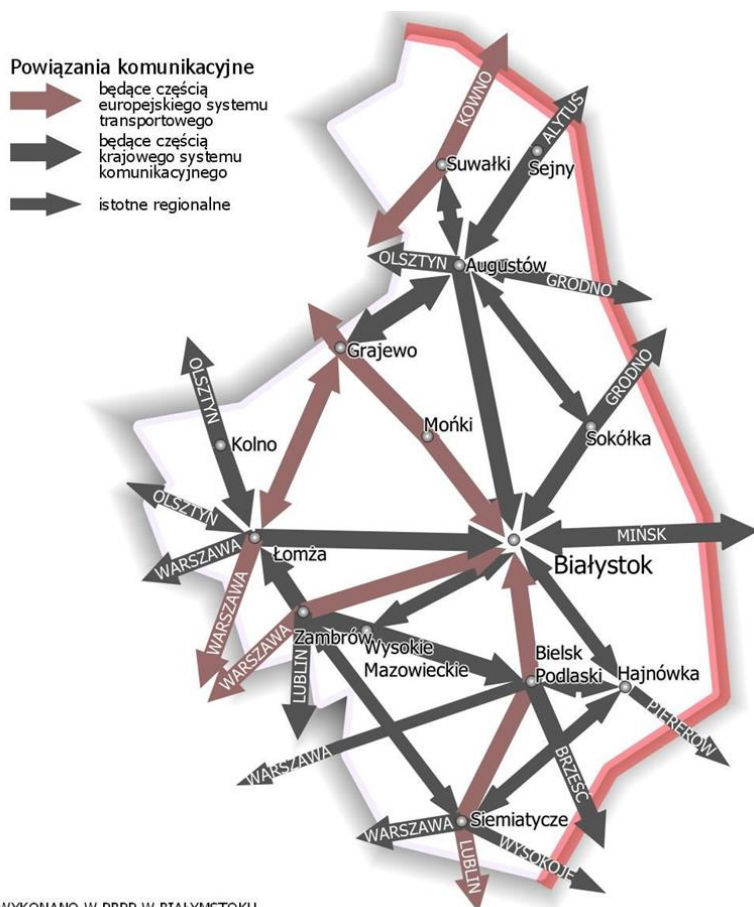 Powiązania komunikacyjne
będące częścią
europejskiego systemu
transportowego
będące częścią
krajowego systemu
komunikacyjnego
istotne regionalne
KOWNO
ALYTUS
Suwałki
Sejny
OLSZTYN
Augustów
GRODNO
Grajewo
OLSZTYN
GRODNO
Mońki
Sokółka
Kolno
OLSZTYN
WARSZAWA
Łomża
MIŃSK
Białystok
WARSZAWA
WARSZAWA
Zambrów
LUBLIN
Wysokie
Mazowieckie
Bielsk
Podlaski
Hajnówka
PIEREROW
WARSZAWA
BRZEŚC
Siemiatycze
WARSZAWA
WYSOKOJE
LUBLIN
WYKONANO W PBPP W BIAŁYMSTOKU